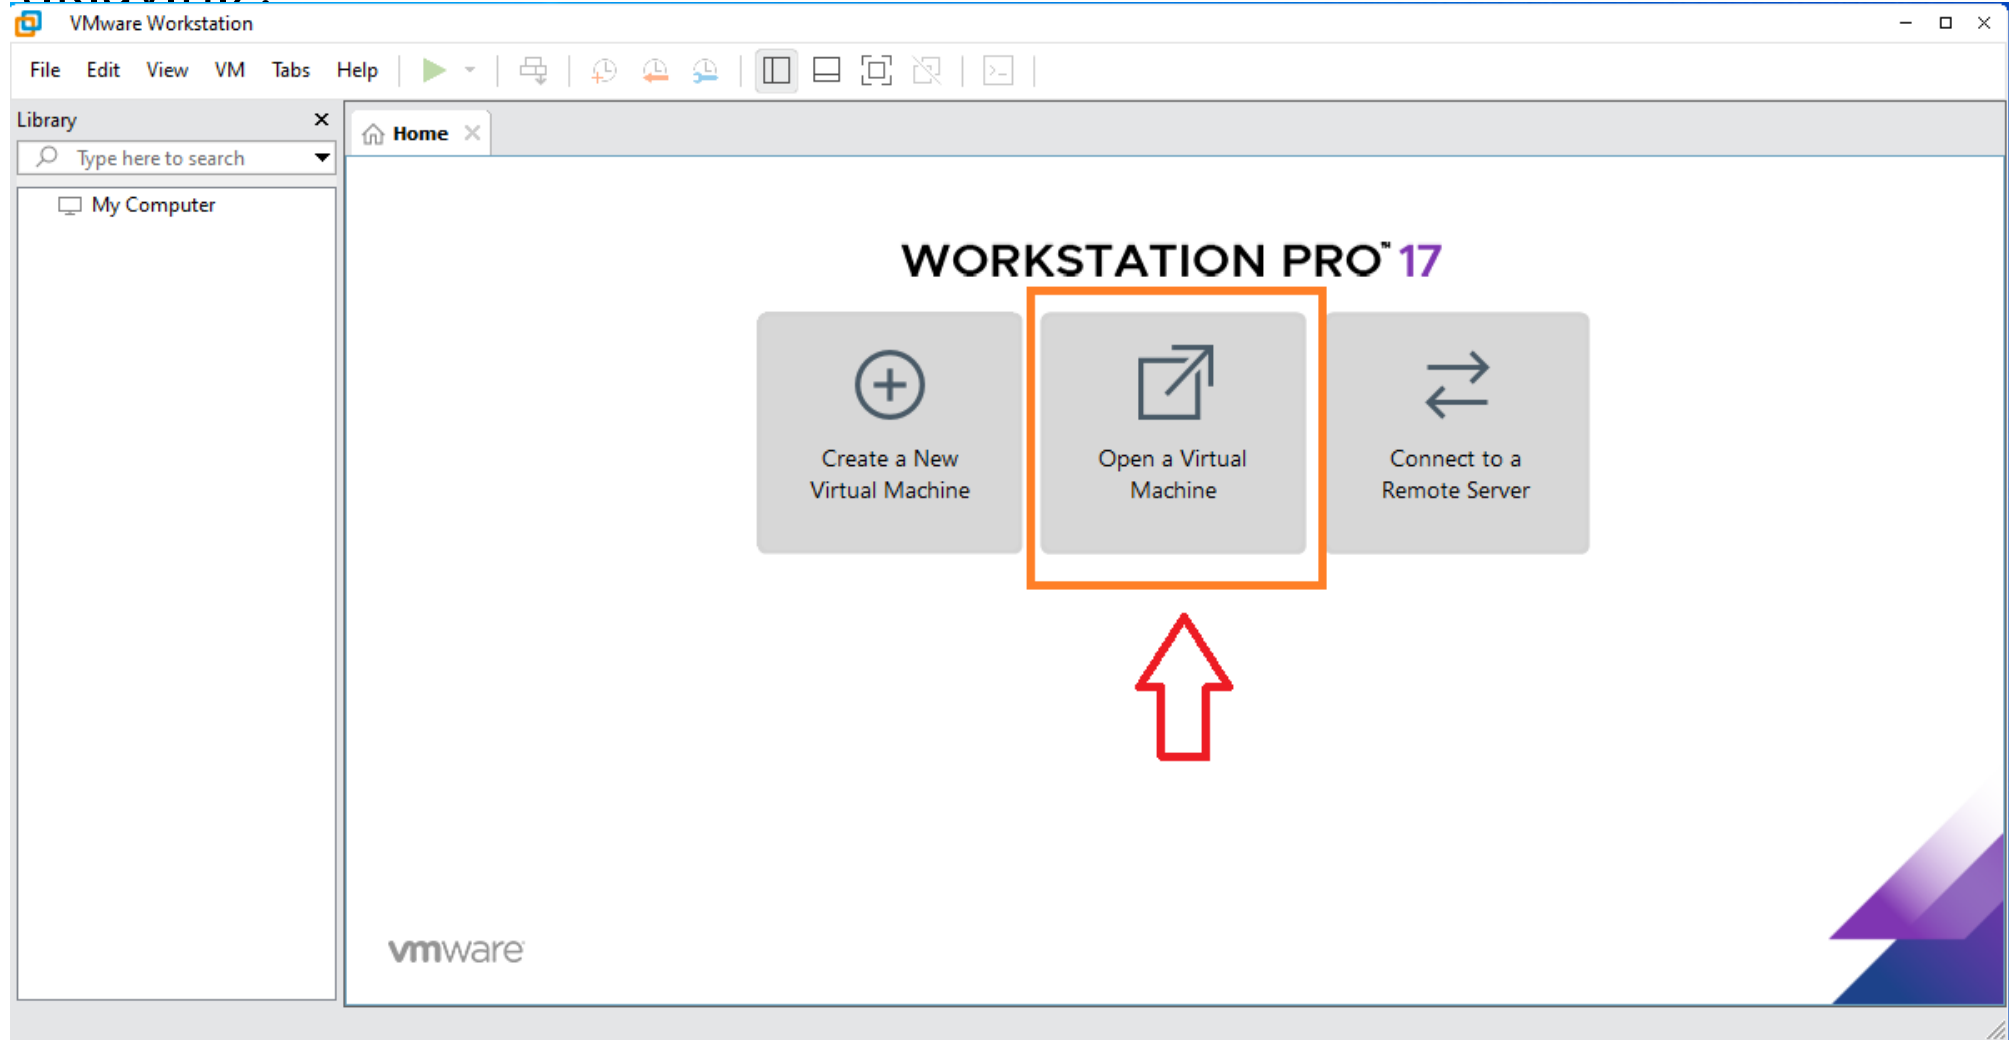 VMware Workstation
File Edit View VM Tabs Help
Library
Home
Type here to search
My Computer
WORKSTATION PRO™ 17
Create a New
Virtual Machine
Open a Virtual
Machine
Connect to a
Remote Server
vmware